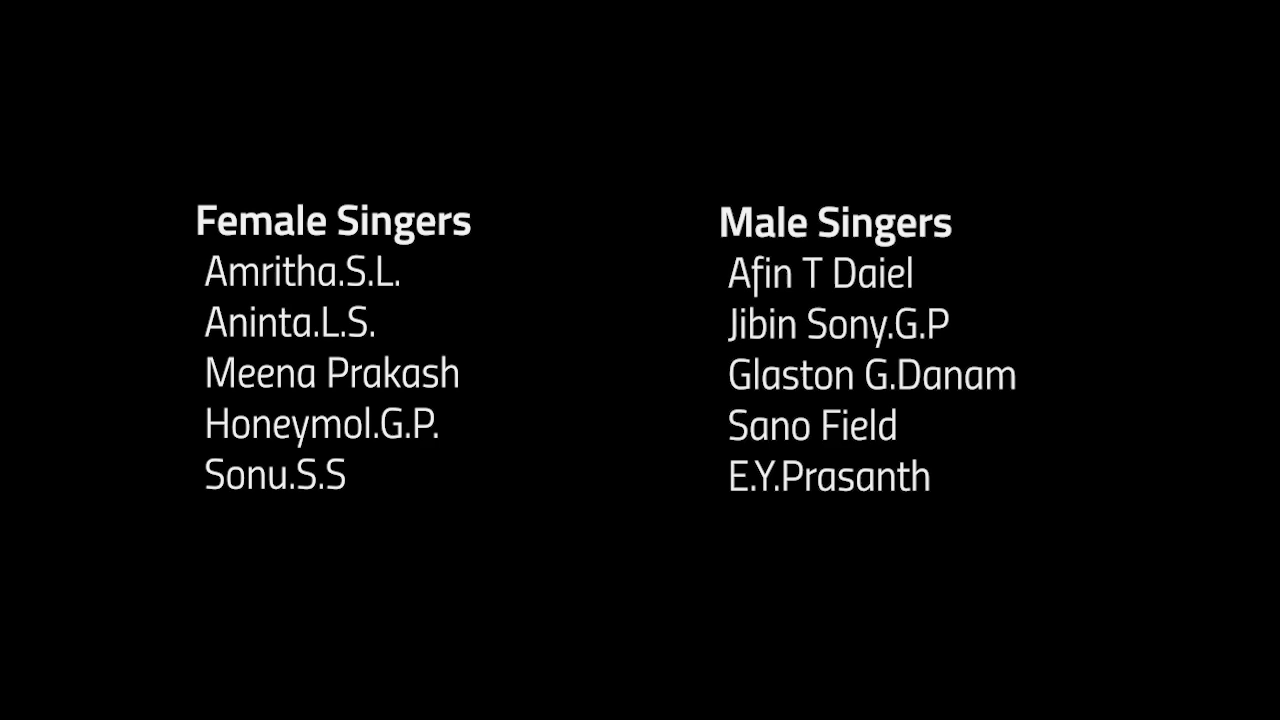 Female Singers
Amritha.S.L.
Aninta.L.S.
Meena Prakash
Honeymol.G.P.
Sonu.S.S
Male Singers
Afin T Daiel
Jibin Sony.G.P
Glaston G.Danam
Sano Field
E.Y.Prasanth